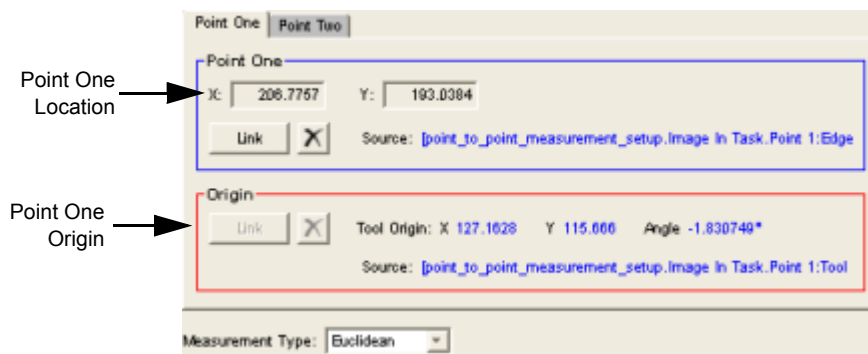 Point One Point Two
Point One
Point One
Location
X: 206.7757 Y: 193.0384
Link X Source: [point_to_point_measurement_setup.Image In Task.Point 1:Edge
Origin
Point One
Origin
Link X Tool Origin: X 127.1628 Y 115.666 Angle -1.830749°
Source: [point_to_point_measurement_setup.Image In Task.Point 1:Tool
Measurement Type: Euclidean